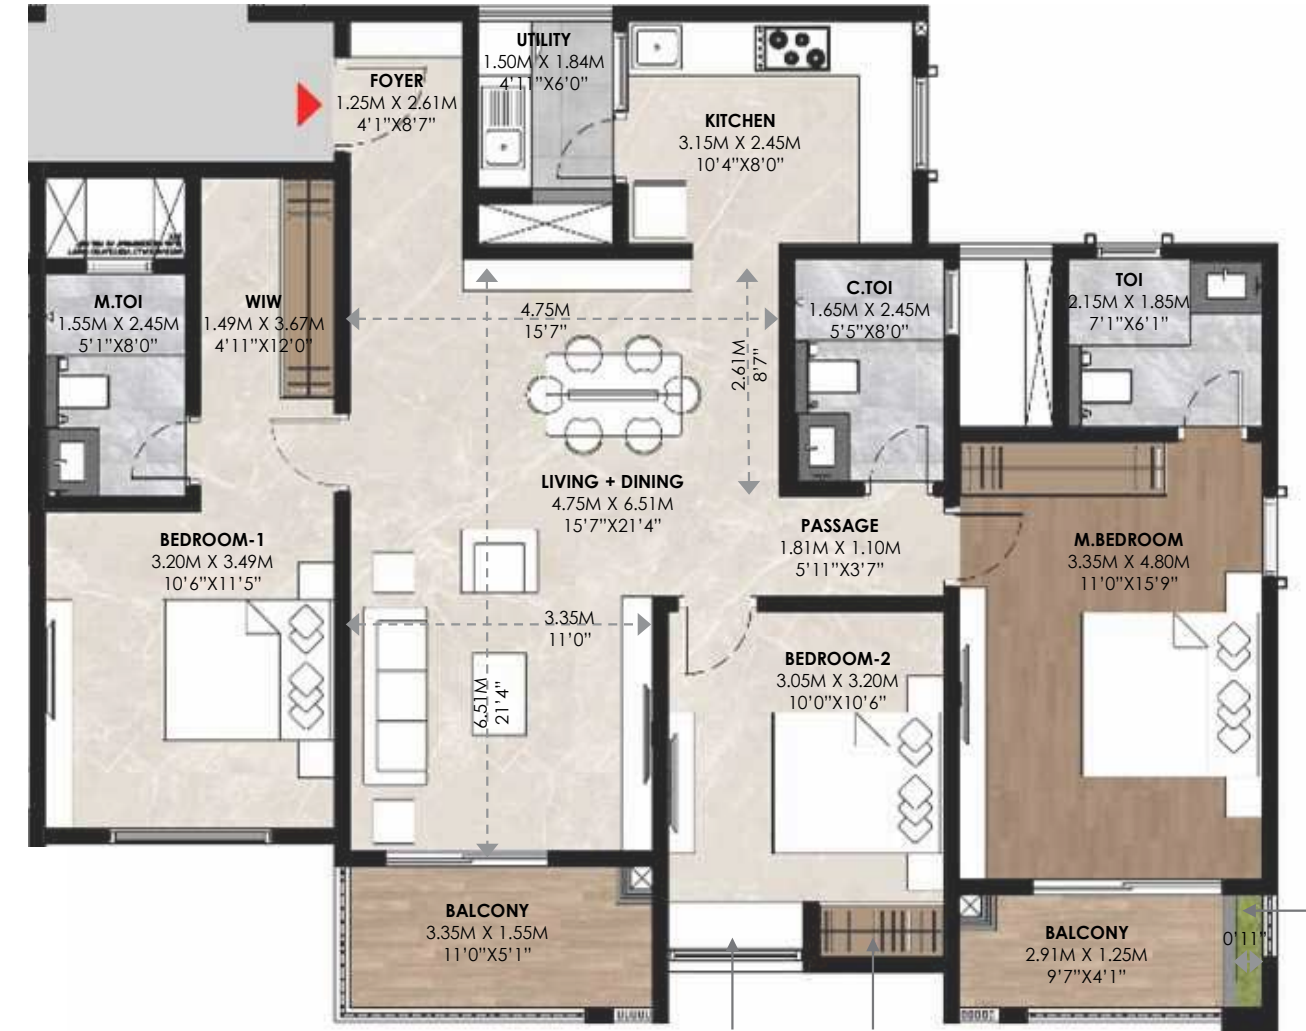 UTILITY
1.50M X 1.84M
4'11"X6'0"
FOYER
1.25M X 2.61M
4'1"X8'7"
KITCHEN
3.15M X 2.45M
10'4"X8'0"
M.TOI
1.55M X 2.45M
5'1"X8'0"
WIW
1.49M X 3.67M
4'11"X12'0"
4.75M
15'7"
2.61M
8'7"
C.TOI
1.65M X 2.45M
5'5"X8'0"
TOI
2.15M X 1.85M
7'1"X6'1"
LIVING + DINING
4.75M X 6.51M
15'7"X21'4"
PASSAGE
1.81M X 1.10M
5'11"X3'7"
BEDROOM-1
3.20M X 3.49M
10'6"X11'5"
M.BEDROOM
3.35M X 4.80M
11'0"X15'9"
3.35M
11'0"
6.51M
21'4"
BEDROOM-2
3.05M X 3.20M
10'0"X10'6"
BALCONY
3.35M X 1.55M
11'0"X5'1"
BALCONY
2.91M X 1.25M
9'7"X4'1"
0'11"